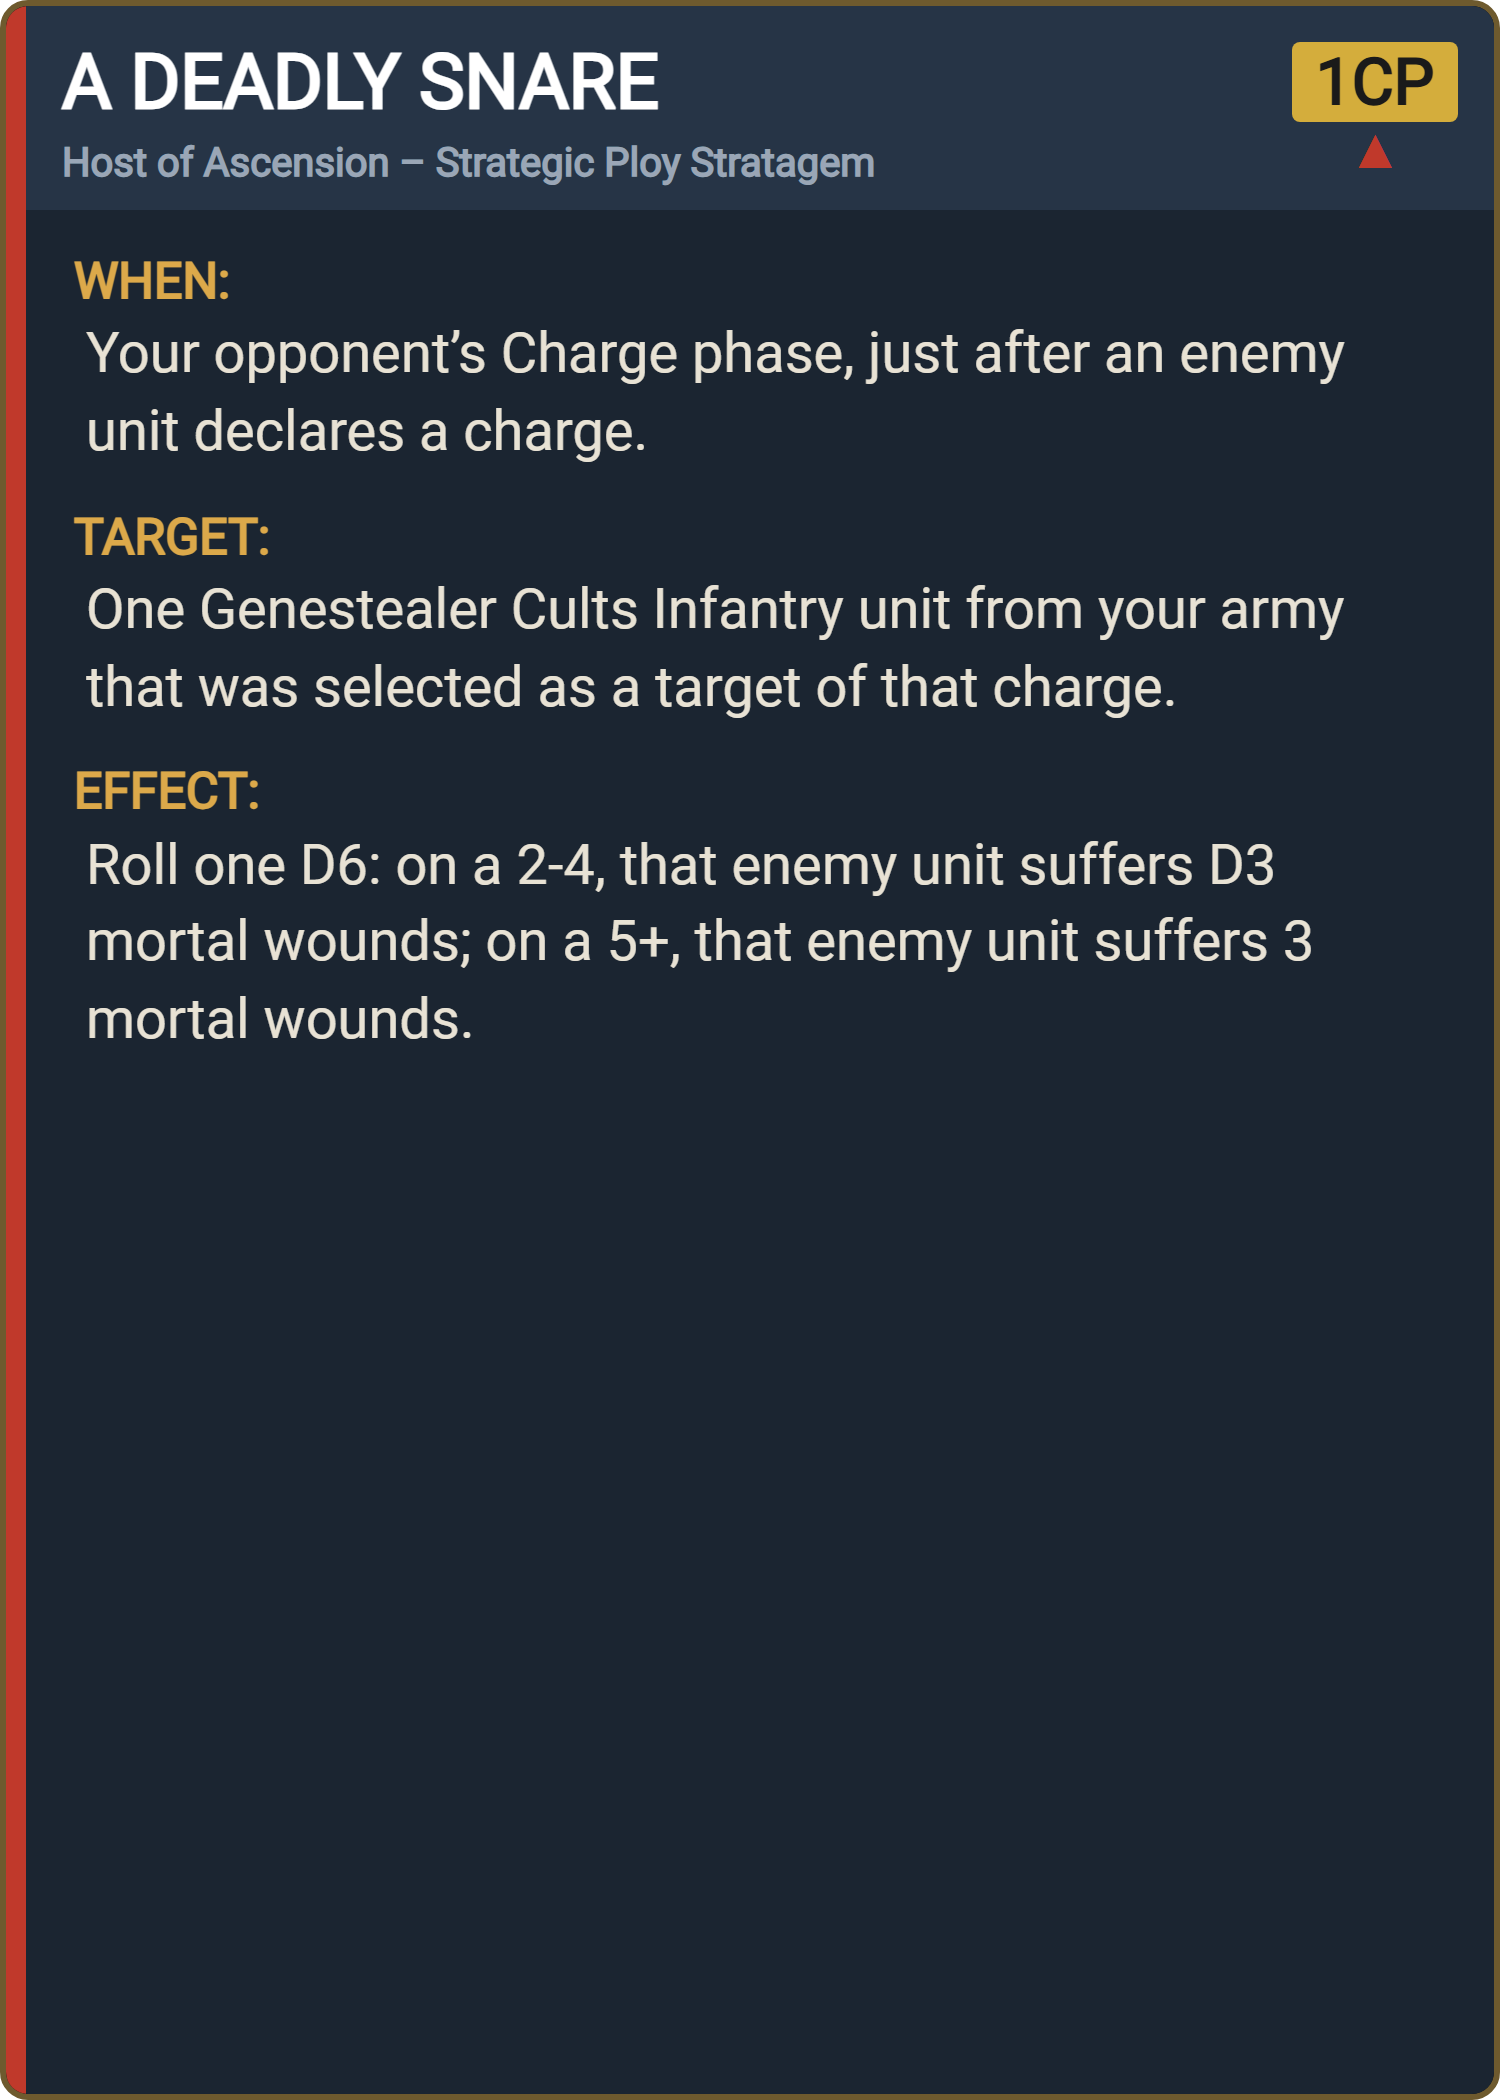 A DEADLY SNARE
1CP
Host of Ascension – Strategic Ploy Stratagem
WHEN:
Your opponent’s Charge phase, just after an enemy
unit declares a charge.
TARGET:
One Genestealer Cults Infantry unit from your army
that was selected as a target of that charge.
EFFECT:
Roll one D6: on a 2-4, that enemy unit suffers D3
mortal wounds; on a 5+, that enemy unit suffers 3
mortal wounds.